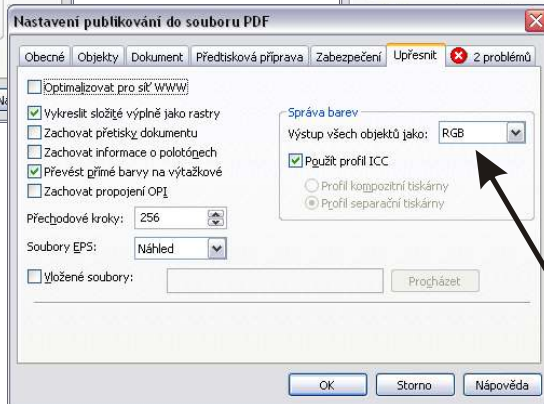 Nastavení publikování do souboru PDF
Obecné Objekty Dokument Předtisková příprava Zabezpečení Upřesnit 2 problémů
Optimalizovat pro síť WWW
Vykreslit složité výplně jako rastry
Zachovat přetisky dokumentu
Zachovat informace o polotónech
Převést přímé barvy na výtažkové
Zachovat propojení OPI
Přechodové kroky: 256
Soubory EPS: Náhled
Vložené soubory:
Procházet
Správa barev
Výstup všech objektů jako: RGB
Použít profil ICC
Profil kompozitní tiskárny
Profil separační tiskárny
OK Storno Nápověda